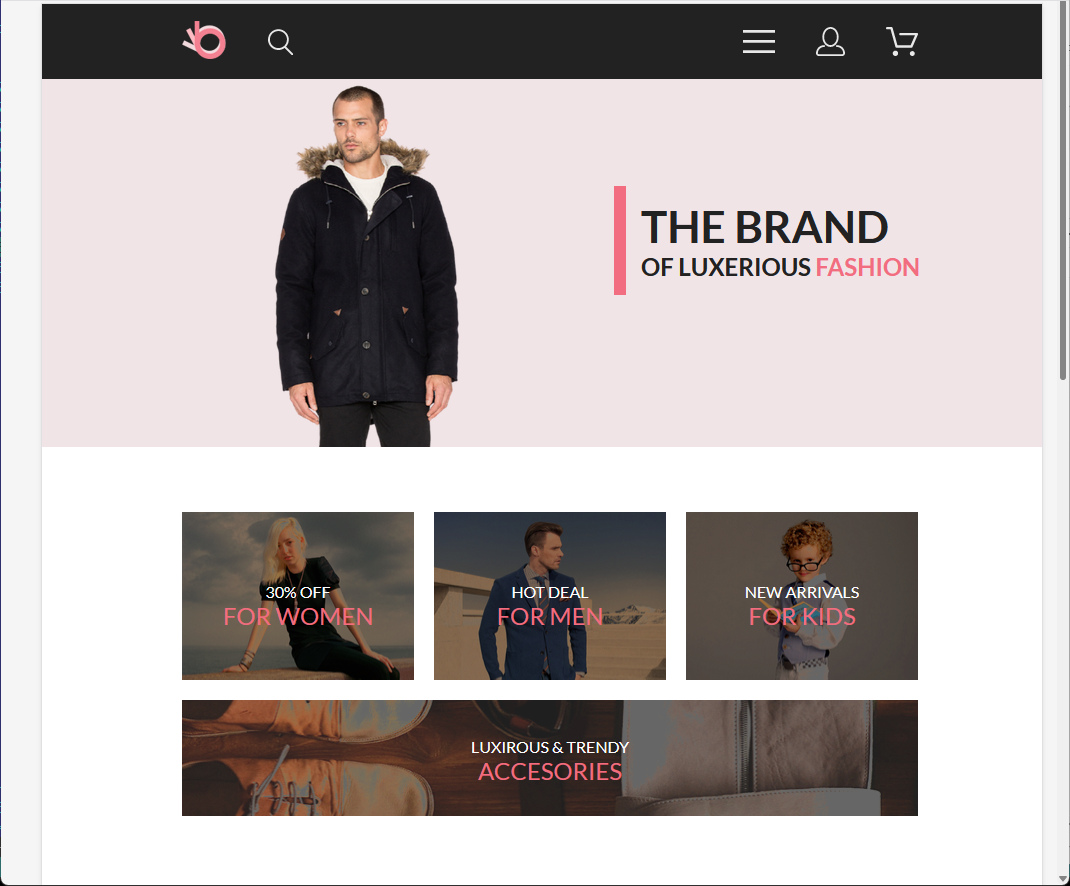 THE BRAND
OF LUXERIOUS FASHION
30% OFF
FOR WOMEN
HOT DEAL
FOR MEN
NEW ARRIVALS
FOR KIDS
LUXIROUS & TRENDY
ACCESORIES